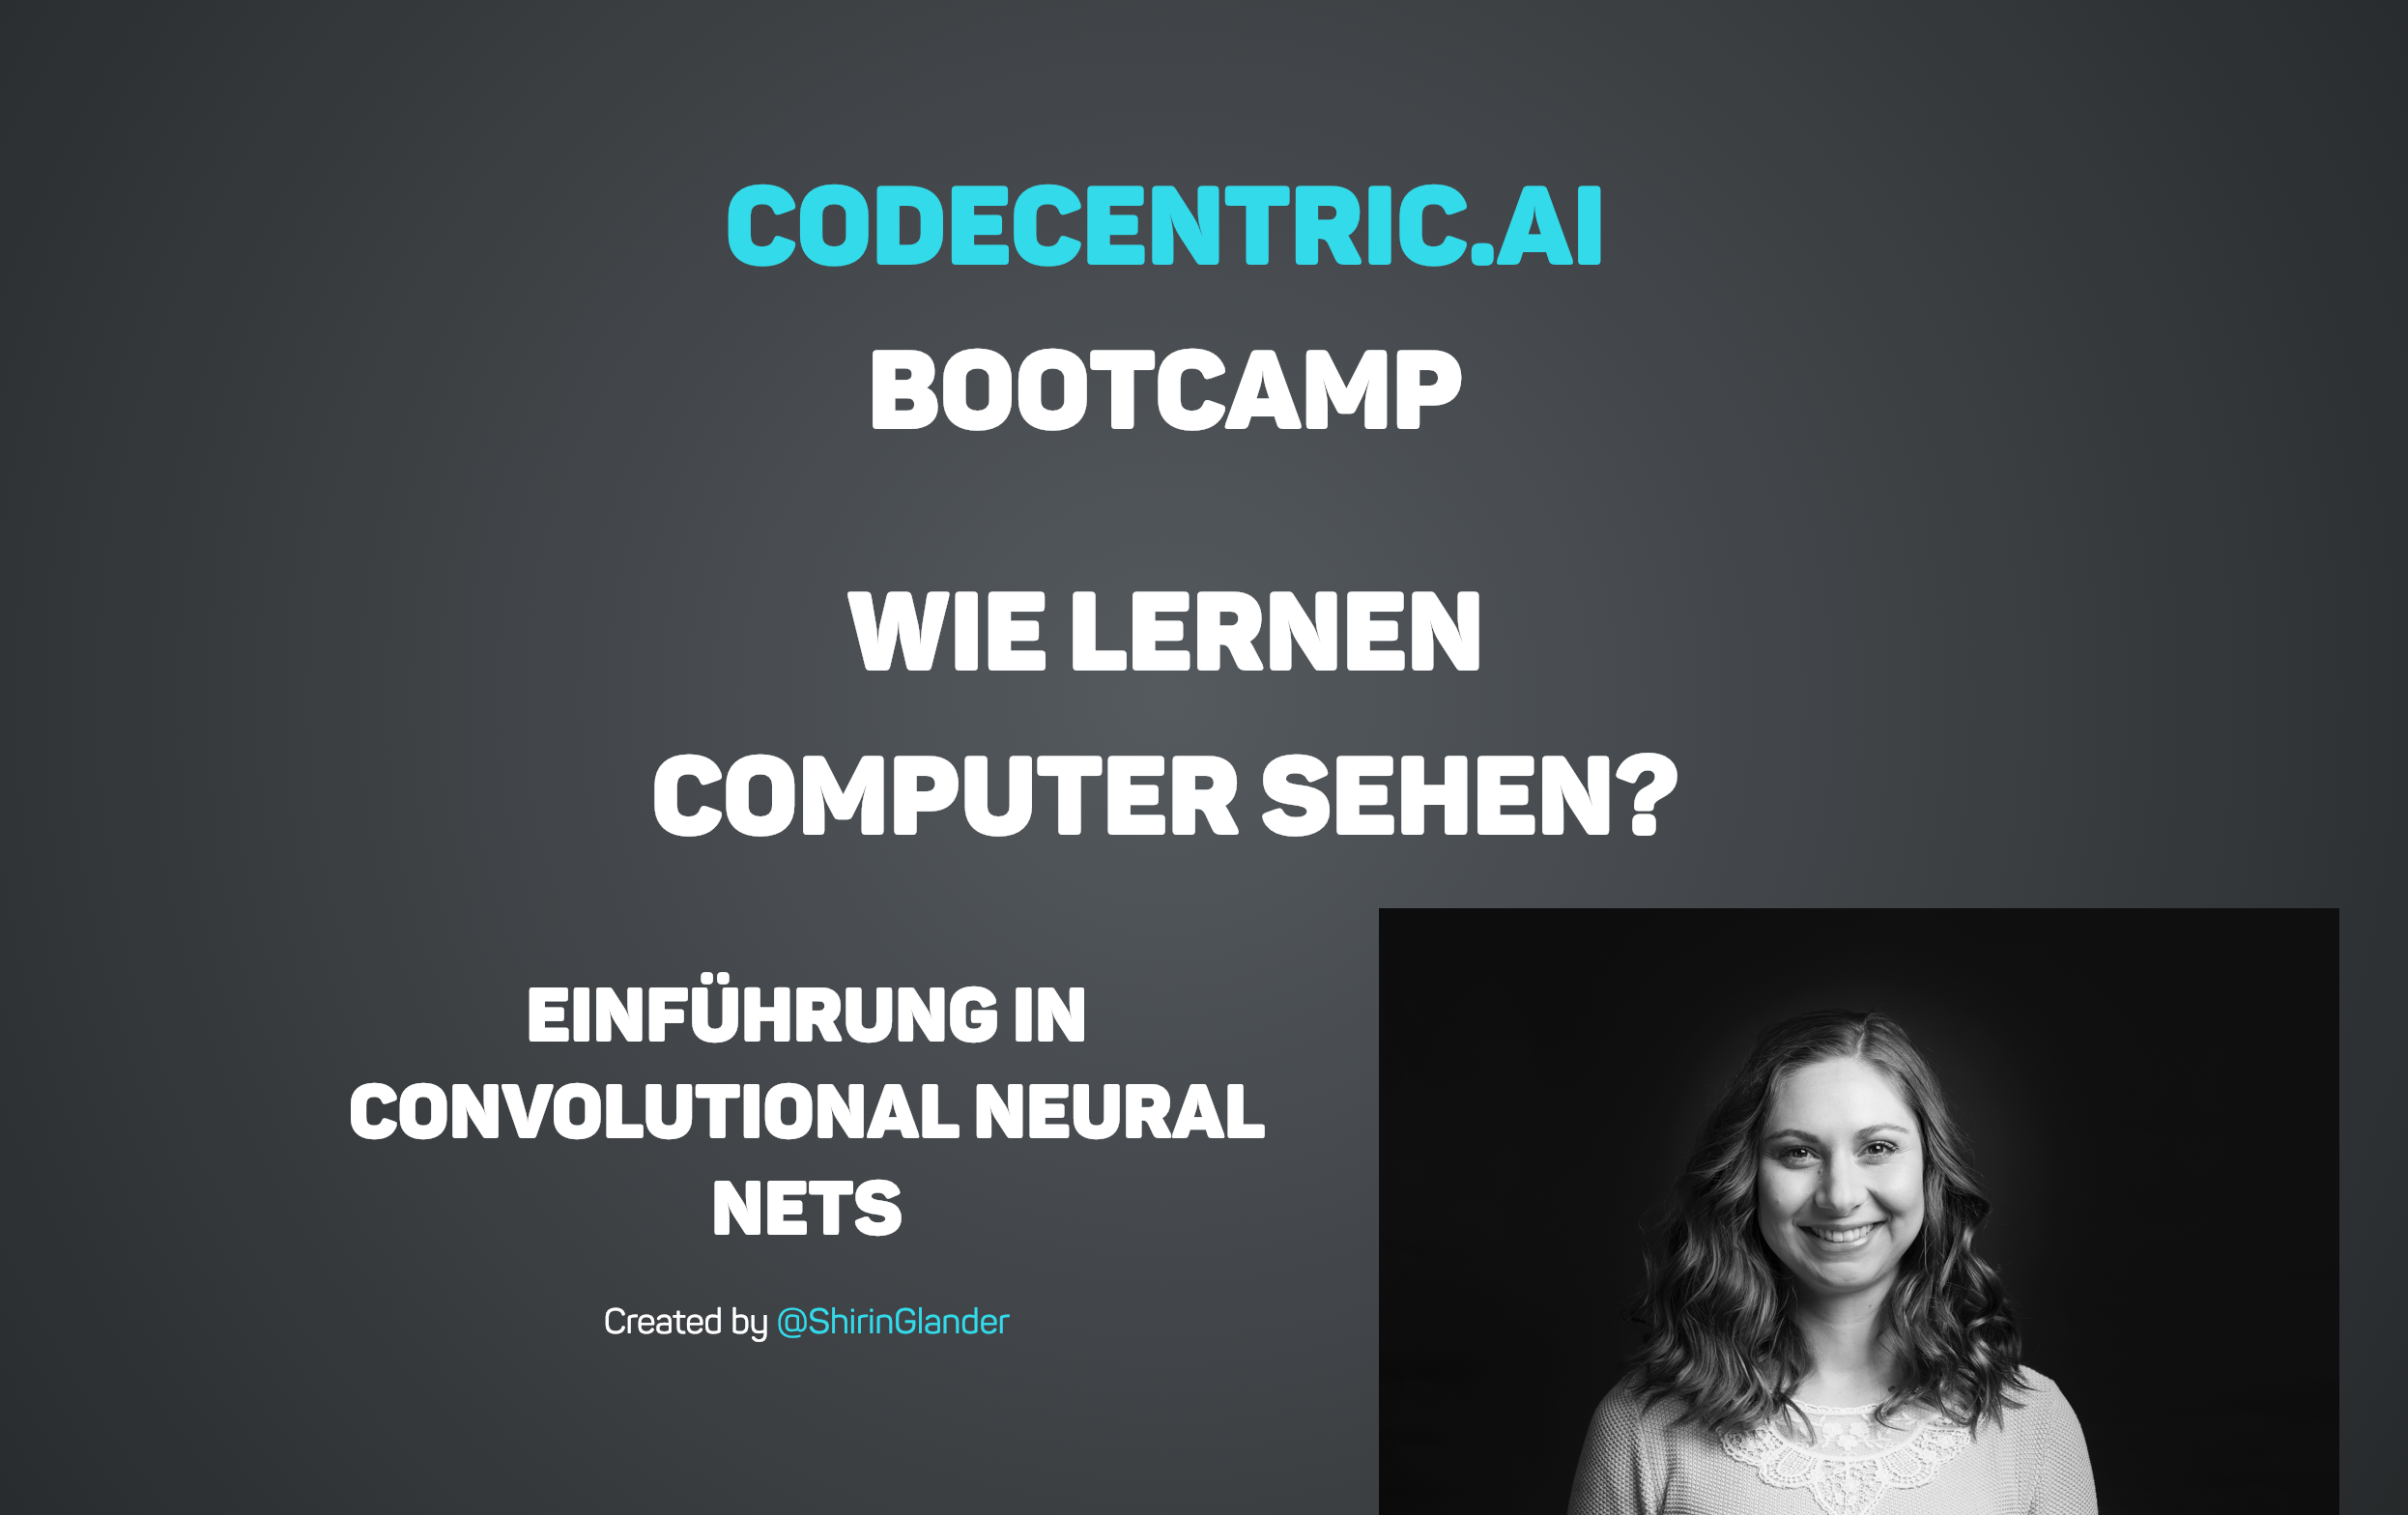 CODECENTRIC.AI
BOOTCAMP
WIE LERNEN
COMPUTER SEHEN?
EINFÜHRUNG IN
CONVOLUTIONAL NEURAL
NETS
Created by @ShirinGlander